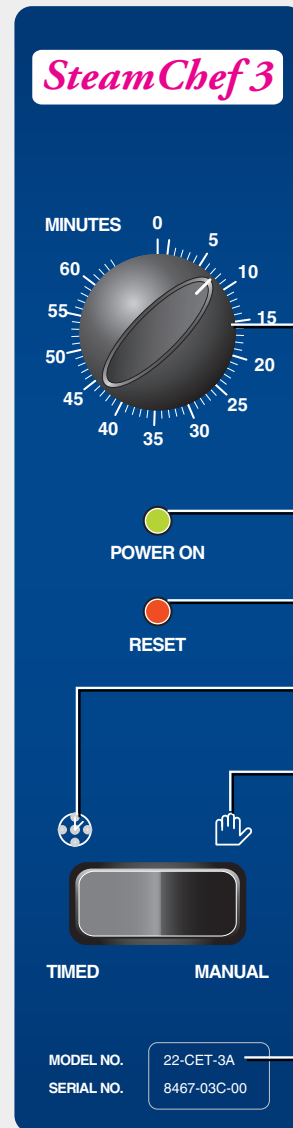 SteamChef 3
MINUTES
0
5
10
15
20
25
30
35
40
45
50
55
60
POWER ON
RESET
TIMED MANUAL
MODEL NO. 22-CET-3A
SERIAL NO. 8467-03C-00